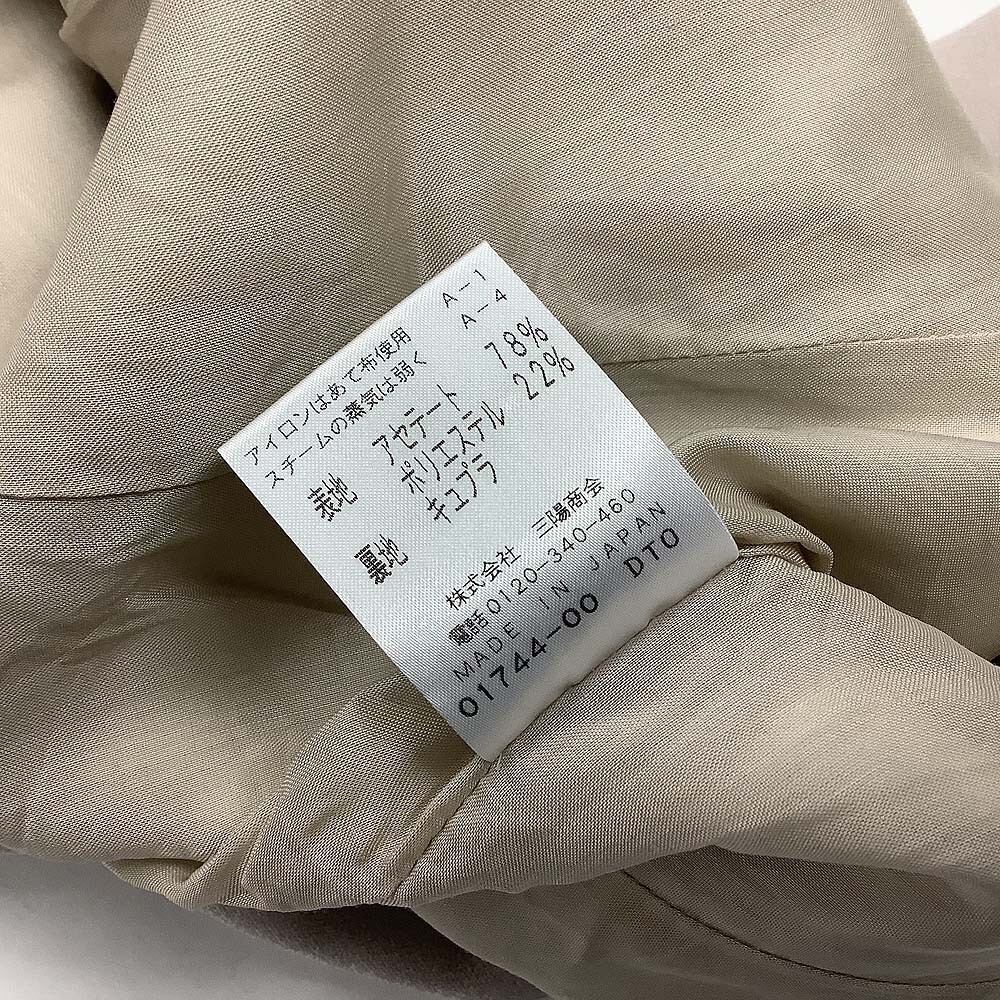 アイロンはあて布使用 A-1
スチームの蒸気は弱く A-4
表地 アセテート 78%
ポリエステル 22%
裏地 キュプラ
株式会社 三陽商会
電話0120-340-460
MADE IN JAPAN
01744-00 DTO